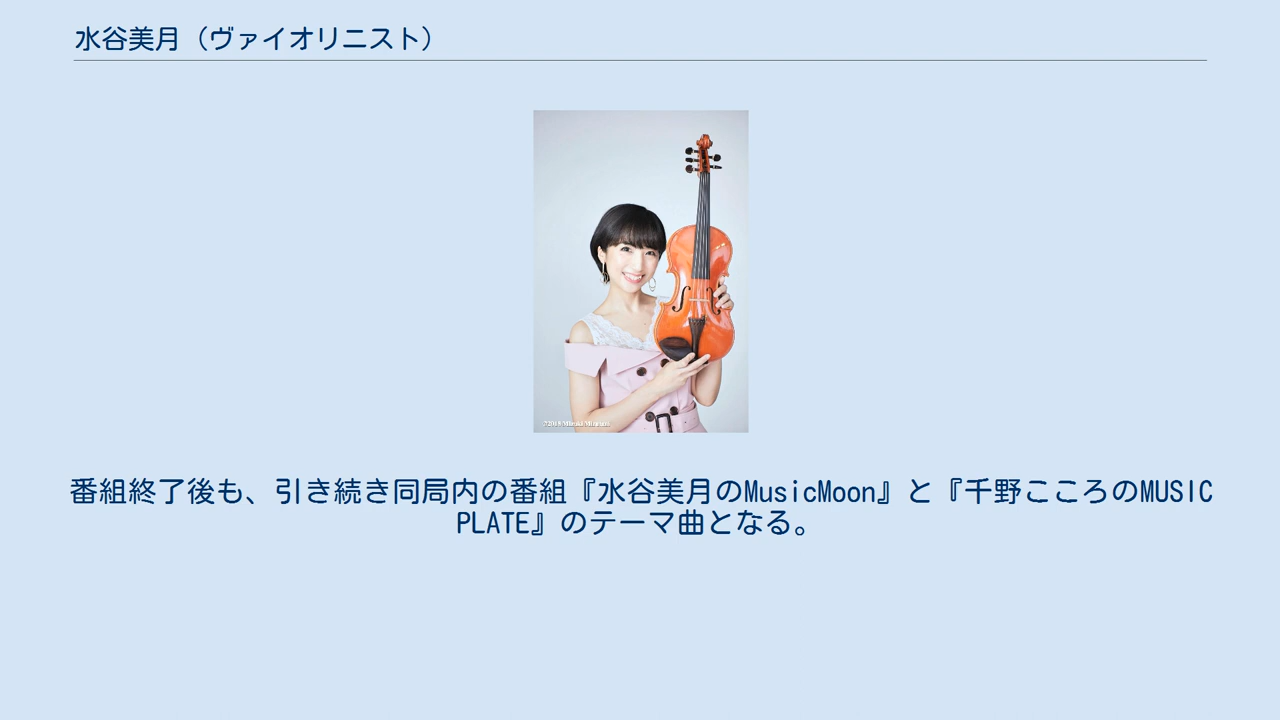 水谷美月（ヴァイオリニスト）
番組終了後も、引き続き同局内の番組『水谷美月のMusicMoon』と『千野こころのMUSIC
PLATE』のテーマ曲となる。